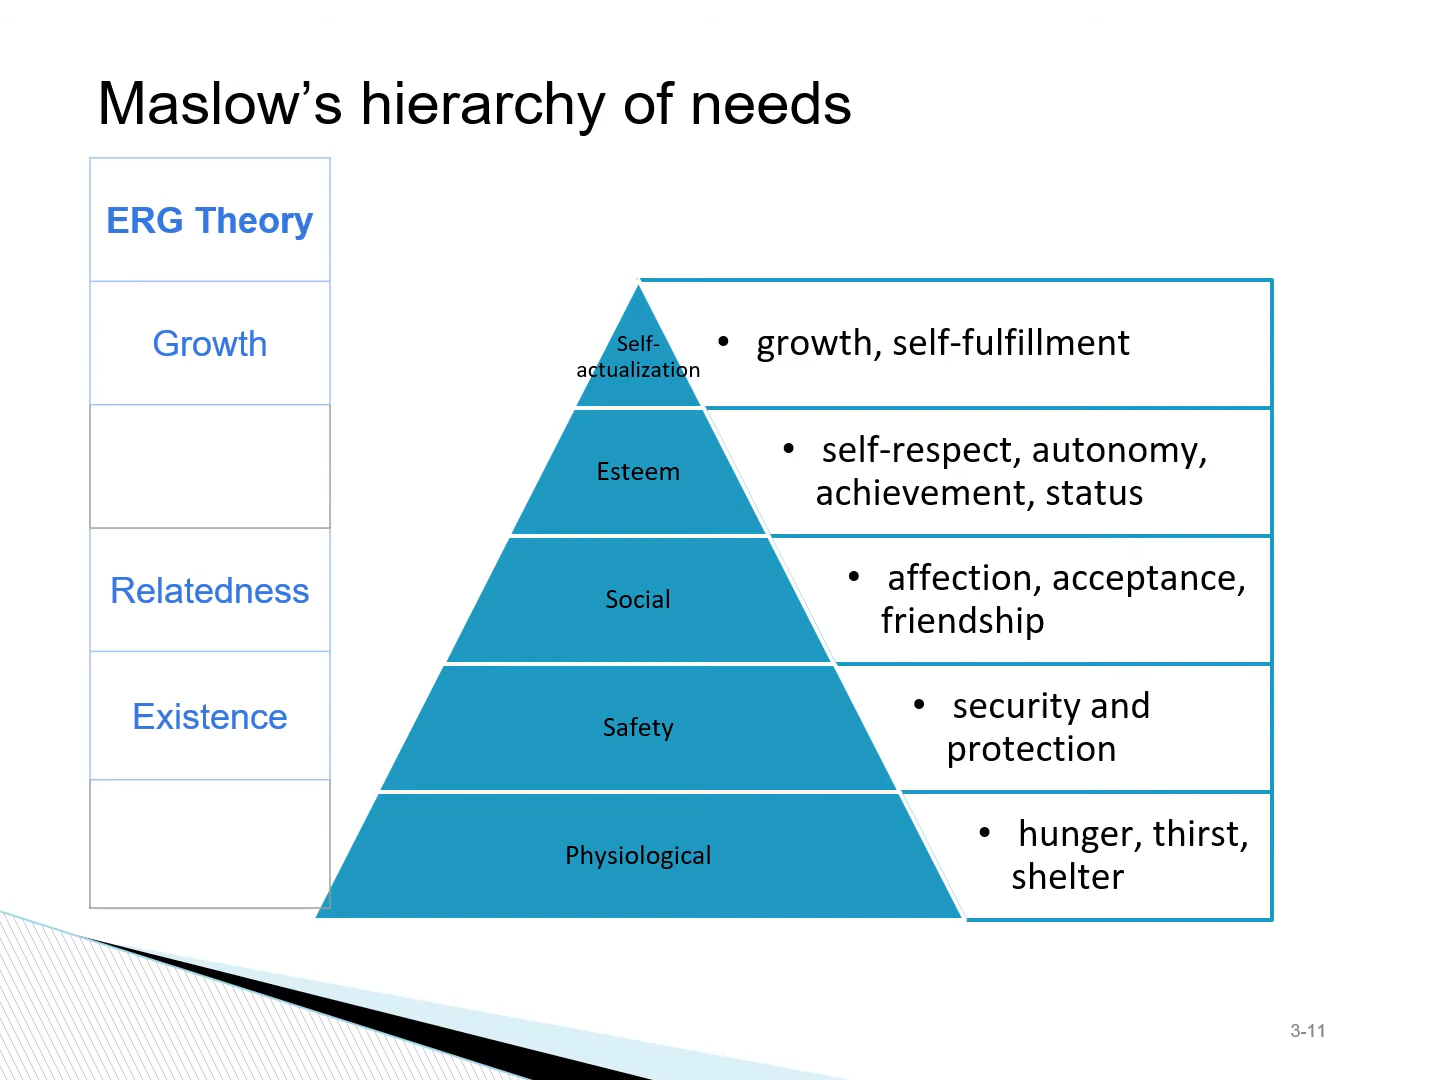 Maslow’s hierarchy of needs
ERG Theory
Growth
Relatedness
Existence
Self-
actualization
• growth, self-fulfillment
Esteem
• self-respect, autonomy,
achievement, status
Social
• affection, acceptance,
friendship
Safety
• security and
protection
Physiological
• hunger, thirst,
shelter
3-11